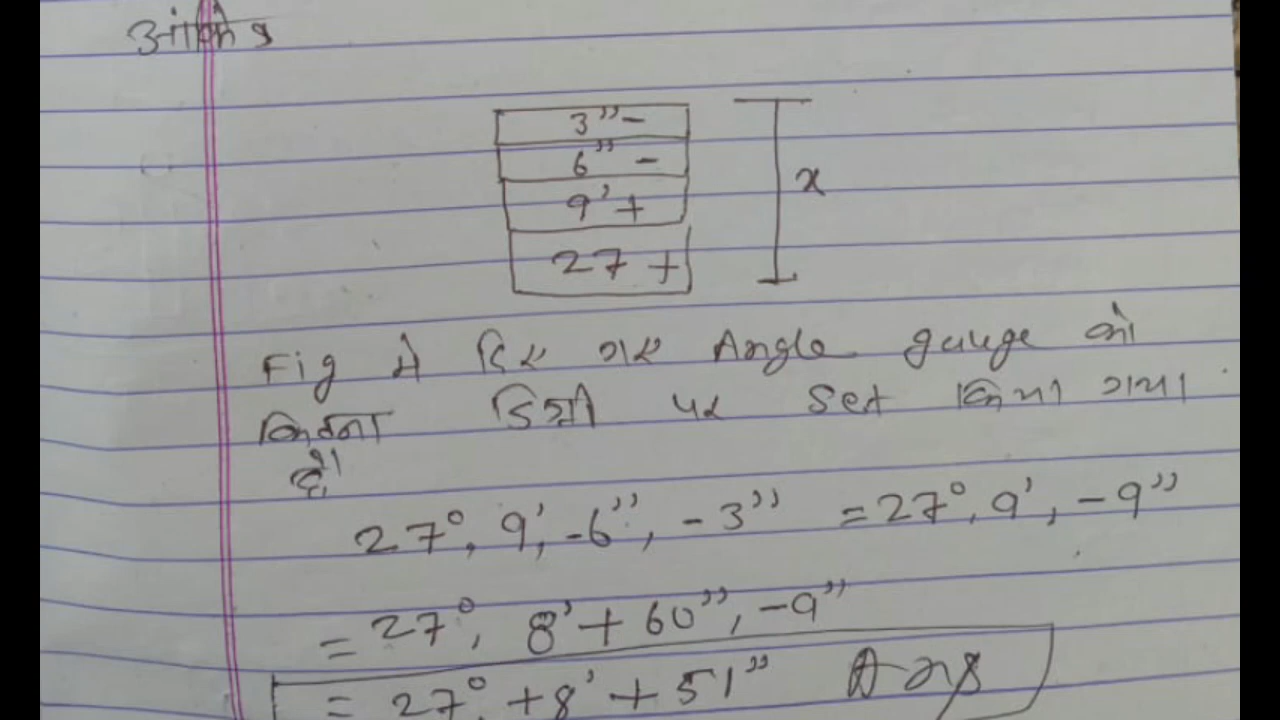 3"-
6" -
9'+
x
27 +
Fig मे दिए गए Angle gauge को
कितना डिग्री पर set किया गया
है।
27°, 9', -6", -3" = 27°, 9', -9"
= 27°, 8'+ 60", -9"
= 27°, +8' + 51" Ans